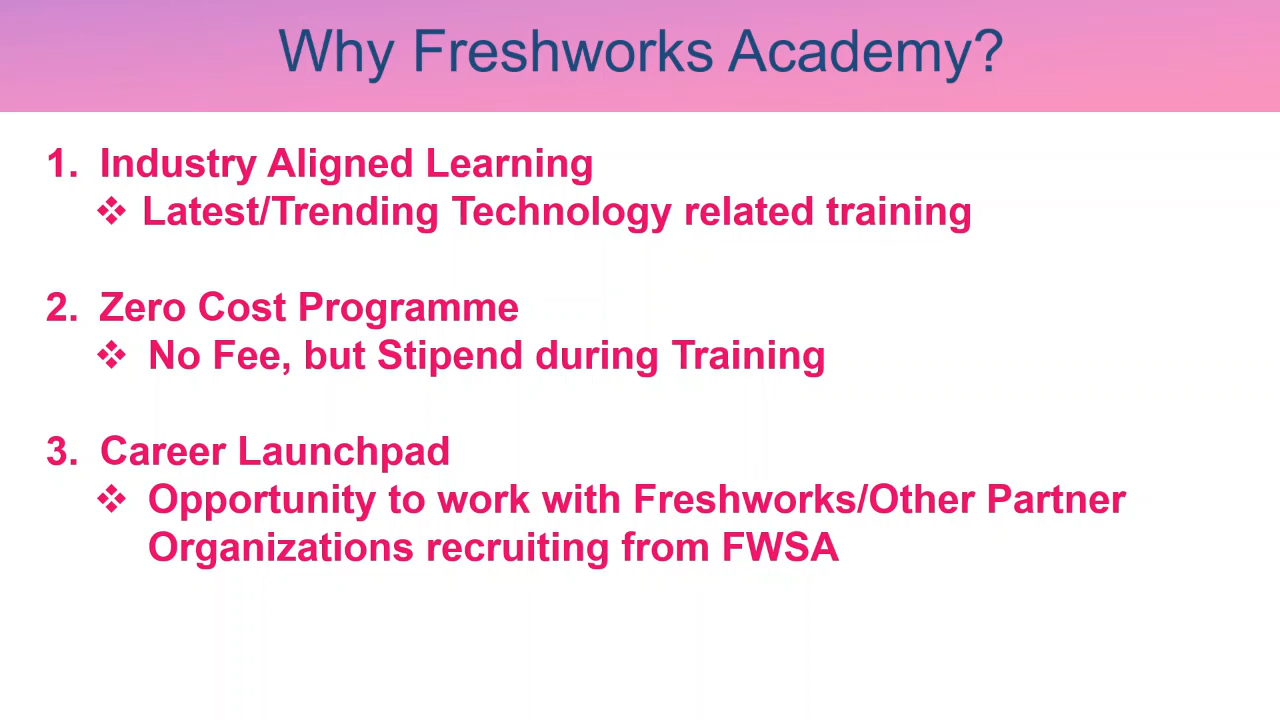 Why Freshworks Academy?
1. Industry Aligned Learning
❖ Latest/Trending Technology related training
2. Zero Cost Programme
❖ No Fee, but Stipend during Training
3. Career Launchpad
❖ Opportunity to work with Freshworks/Other Partner
Organizations recruiting from FWSA